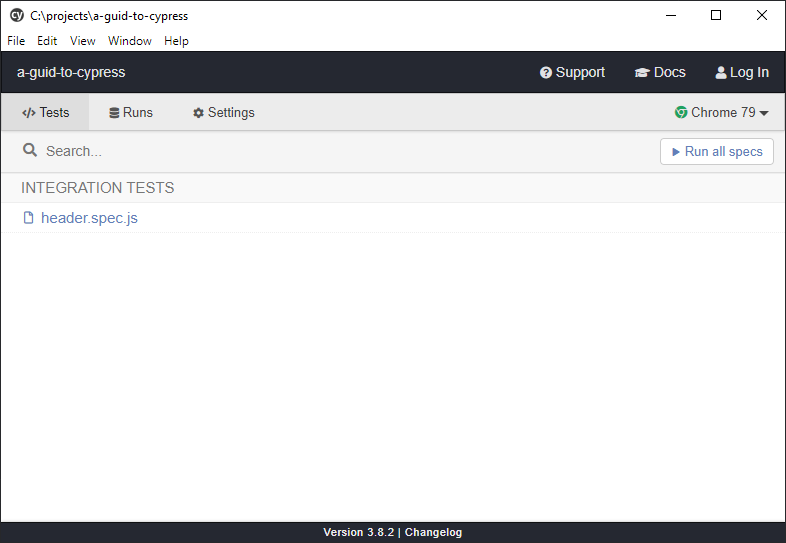 cy C:\projects\a-guid-to-cypress
File Edit View Window Help
a-guid-to-cypress Support Docs Log In
</> Tests Runs Settings Chrome 79
Search... Run all specs
INTEGRATION TESTS
header.spec.js
Version 3.8.2 | Changelog